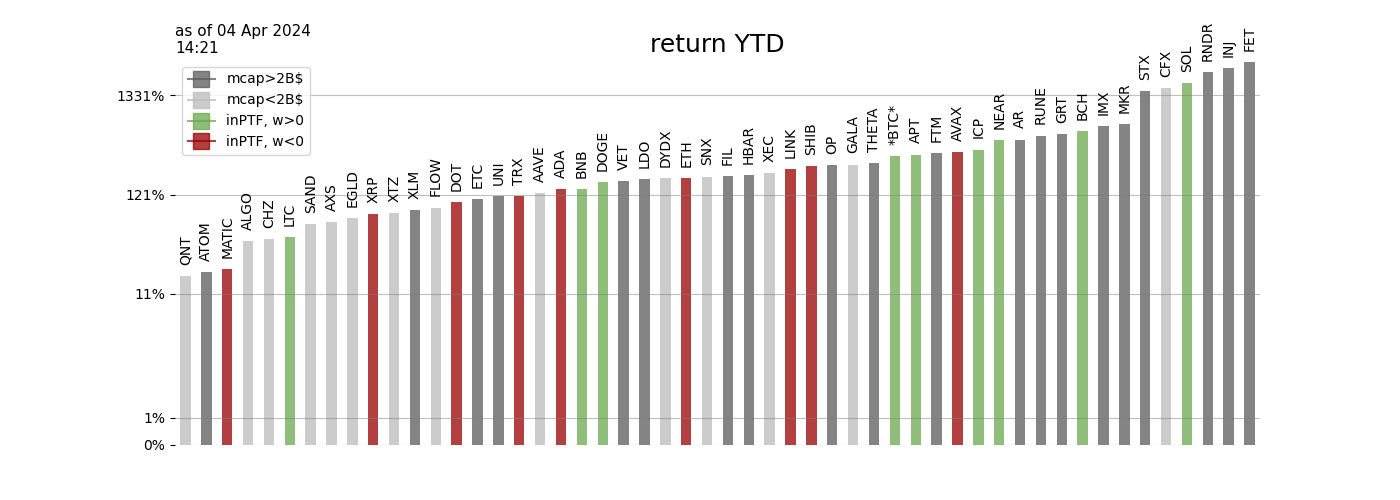 as of 04 Apr 2024
14:21
return YTD
mcap>2B$
mcap<2B$
inPTF, w>0
inPTF, w<0
1331%
121%
11%
1%
0%
QNT
ATOM
MATIC
ALGO
CHZ
LTC
SAND
AXS
EGLD
XRP
XTZ
XLM
FLOW
DOT
ETC
UNI
TRX
AAVE
ADA
BNB
DOGE
VET
LDO
DYDX
ETH
SNX
FIL
HBAR
XEC
LINK
SHIB
OP
GALA
THETA
*BTC*
APT
FTM
AVAX
ICP
NEAR
AR
RUNE
GRT
BCH
IMX
MKR
STX
CFX
SOL
RNDR
INJ
FET